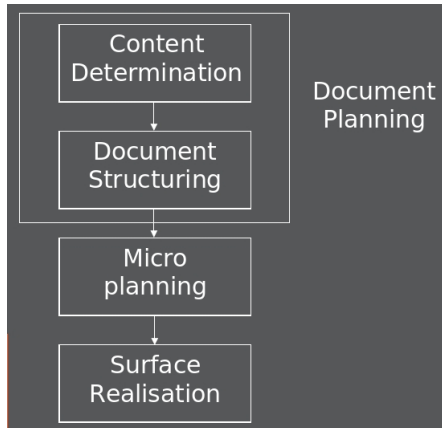 Content
Determination
Document
Planning
Document
Structuring
Micro
planning
Surface
Realisation